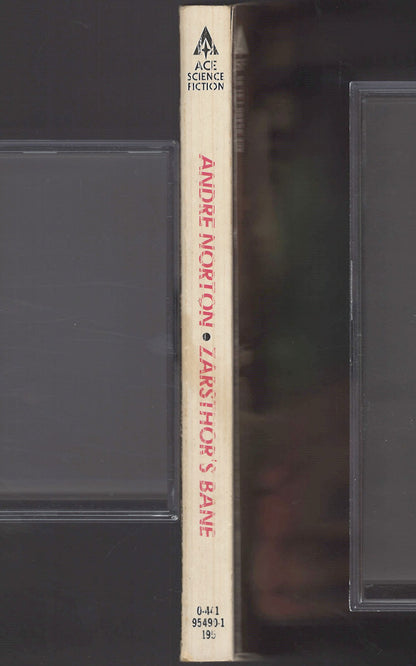 ACE
SCIENCE
FICTION
ANDRE NORTON • ZARSTHOR'S BANE
0-441
95490-1
195